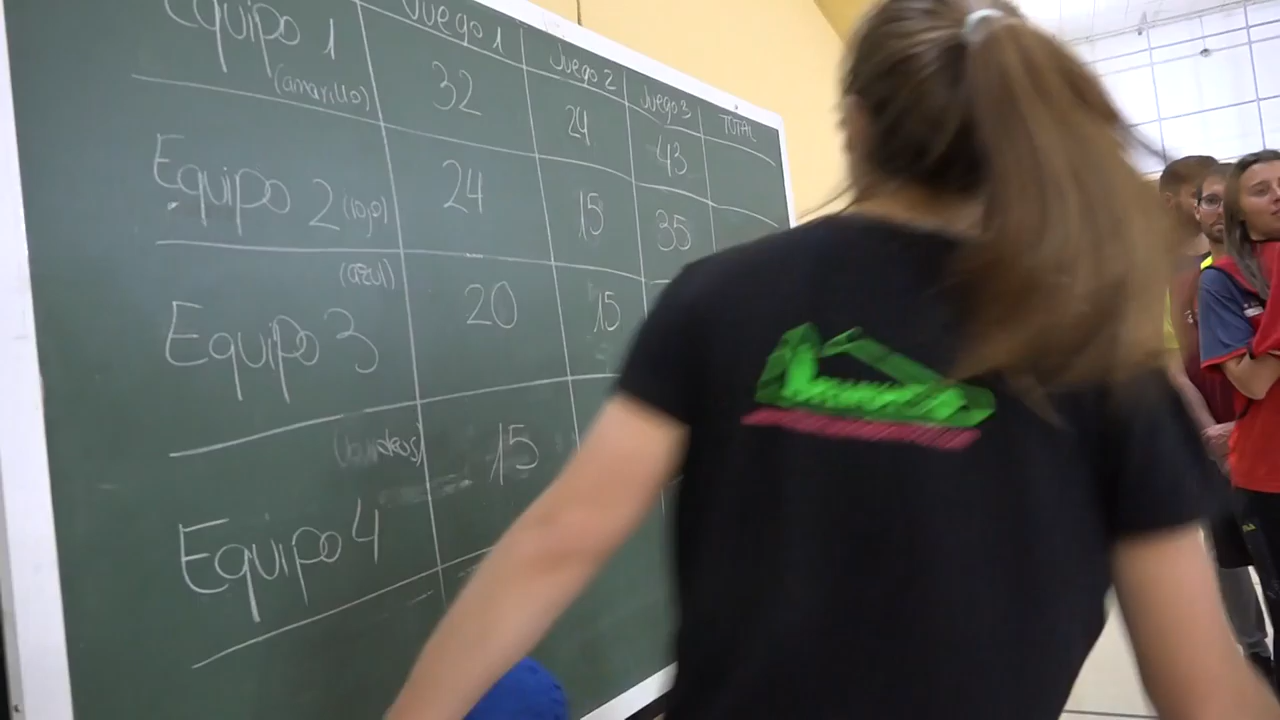 Equipo 1 Juego 1 Juego 2 Juego 3 TOTAL
(amarillo) 32 24 43
Equipo 2 (rojo) 24 15 35
(azul)
Equipo 3 20 15
(burdeos)
Equipo 4 15